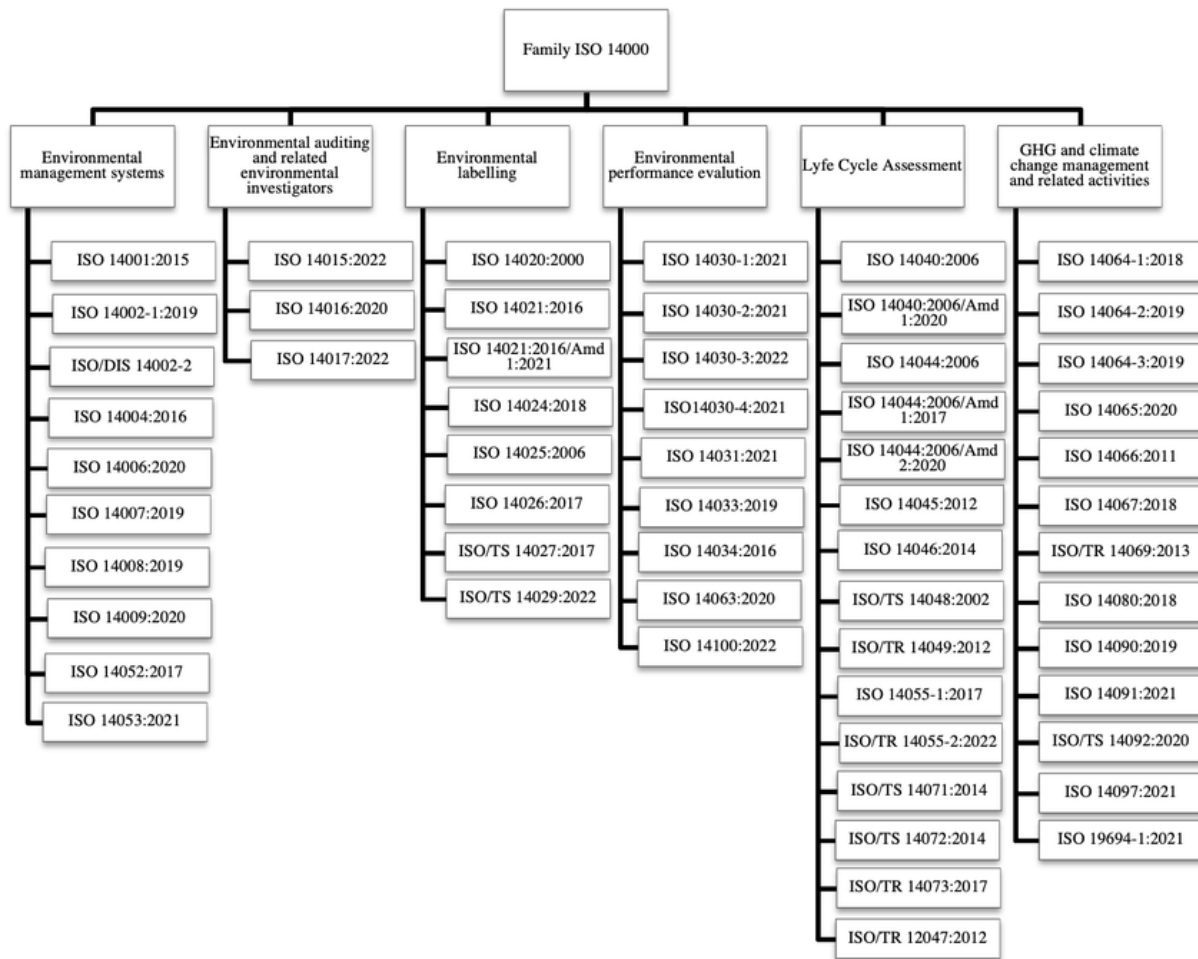 Family ISO 14000
Environmental
management systems
Environmental auditing
and related
environmental
investigators
Environmental
labelling
Environmental
performance evalution
Lyfe Cycle Assessment
GHG and climate
change management
and related activities
ISO 14001:2015
ISO 14002-1:2019
ISO/DIS 14002-2
ISO 14004:2016
ISO 14006:2020
ISO 14007:2019
ISO 14008:2019
ISO 14009:2020
ISO 14052:2017
ISO 14053:2021
ISO 14015:2022
ISO 14016:2020
ISO 14017:2022
ISO 14020:2000
ISO 14021:2016
ISO 14021:2016/Amd
1:2021
ISO 14024:2018
ISO 14025:2006
ISO 14026:2017
ISO/TS 14027:2017
ISO/TS 14029:2022
ISO 14030-1:2021
ISO 14030-2:2021
ISO 14030-3:2022
ISO14030-4:2021
ISO 14031:2021
ISO 14033:2019
ISO 14034:2016
ISO 14063:2020
ISO 14100:2022
ISO 14040:2006
ISO 14040:2006/Amd
1:2020
ISO 14044:2006
ISO 14044:2006/Amd
1:2017
ISO 14044:2006/Amd
2:2020
ISO 14045:2012
ISO 14046:2014
ISO/TS 14048:2002
ISO/TR 14049:2012
ISO 14055-1:2017
ISO/TR 14055-2:2022
ISO/TS 14071:2014
ISO/TS 14072:2014
ISO/TR 14073:2017
ISO/TR 12047:2012
ISO 14064-1:2018
ISO 14064-2:2019
ISO 14064-3:2019
ISO 14065:2020
ISO 14066:2011
ISO 14067:2018
ISO/TR 14069:2013
ISO 14080:2018
ISO 14090:2019
ISO 14091:2021
ISO/TS 14092:2020
ISO 14097:2021
ISO 19694-1:2021